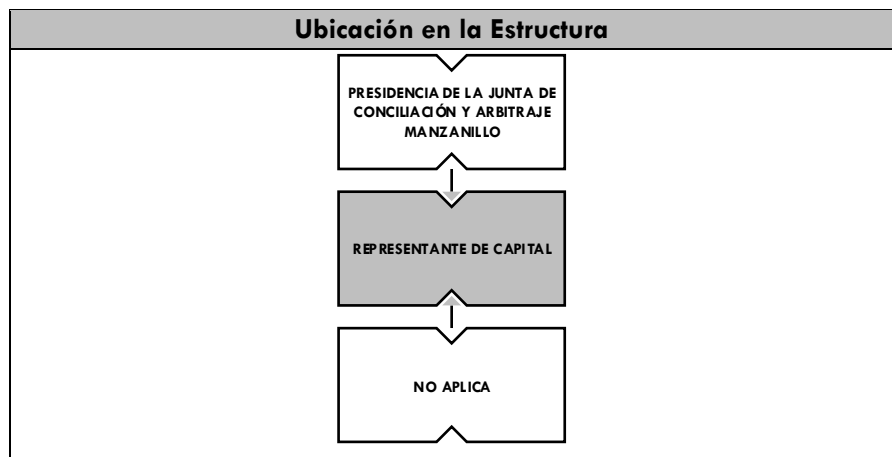 Ubicación en la Estructura
PRESIDENCIA DE LA JUNTA DE
CONCILIACIÓN Y ARBITRAJE
MANZANILLO
REPRESENTANTE DE CAPITAL
NO APLICA